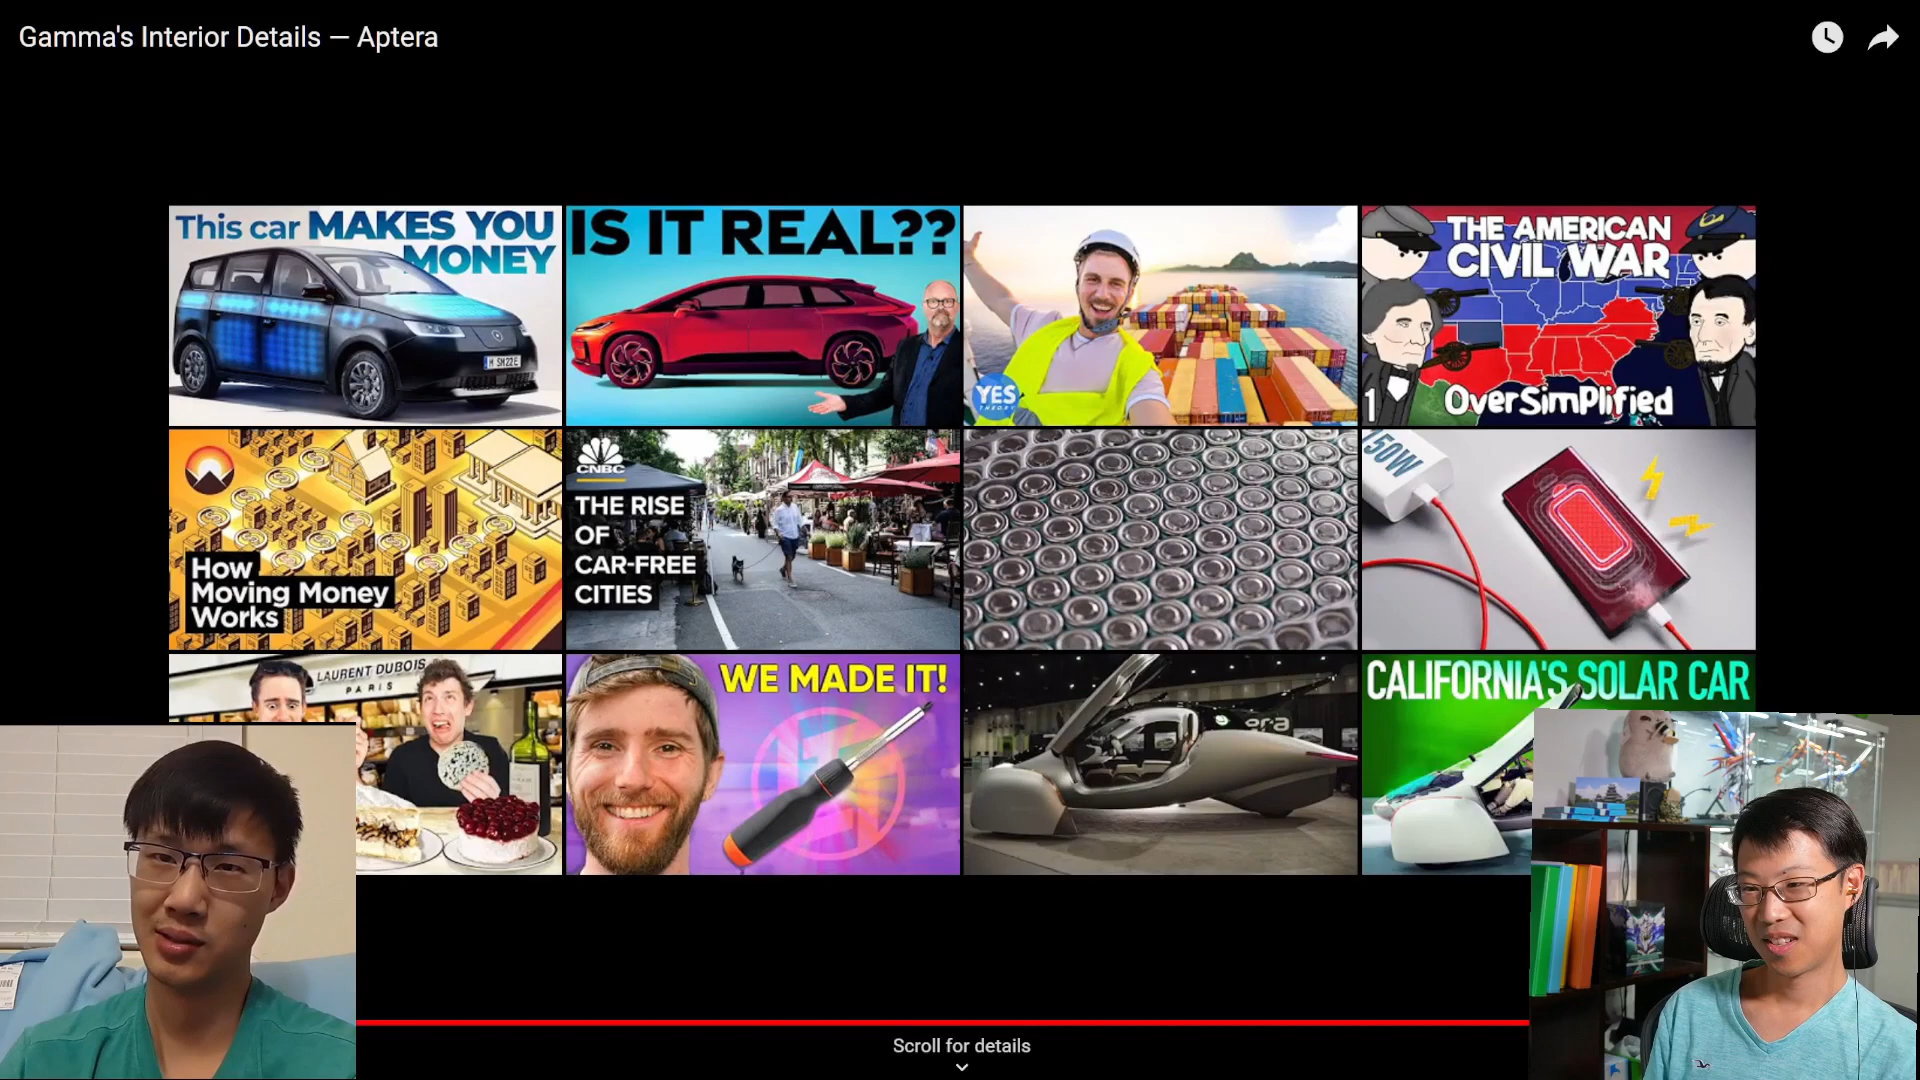 Gamma's Interior Details — Aptera
This car MAKES YOU
MONEY
M SM22E
IS IT REAL??
YES
THEORY
THE AMERICAN
CIVIL WAR
1
OverSimplified
How
Moving Money
Works
CNBC
THE RISE
OF
CAR-FREE
CITIES
150W
LAURENT DUBOIS
PARIS
WE MADE IT!
CALIFORNIA'S SOLAR CAR
Scroll for details